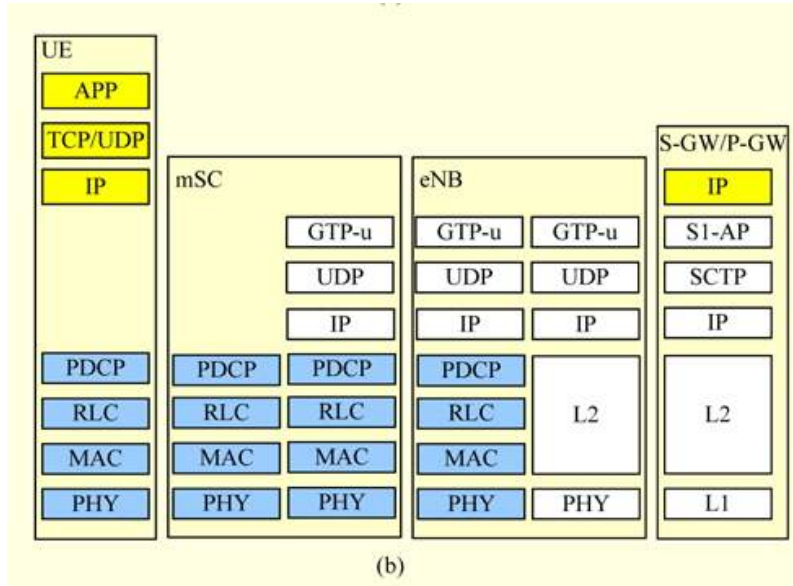 UE
APP
TCP/UDP
IP
PDCP
RLC
MAC
PHY
mSC
GTP-u
UDP
IP
PDCP PDCP
RLC RLC
MAC MAC
PHY PHY
eNB
GTP-u GTP-u
UDP UDP
IP IP
PDCP
RLC
MAC
PHY
L2
PHY
S-GW/P-GW
IP
S1-AP
SCTP
IP
L2
L1
(b)